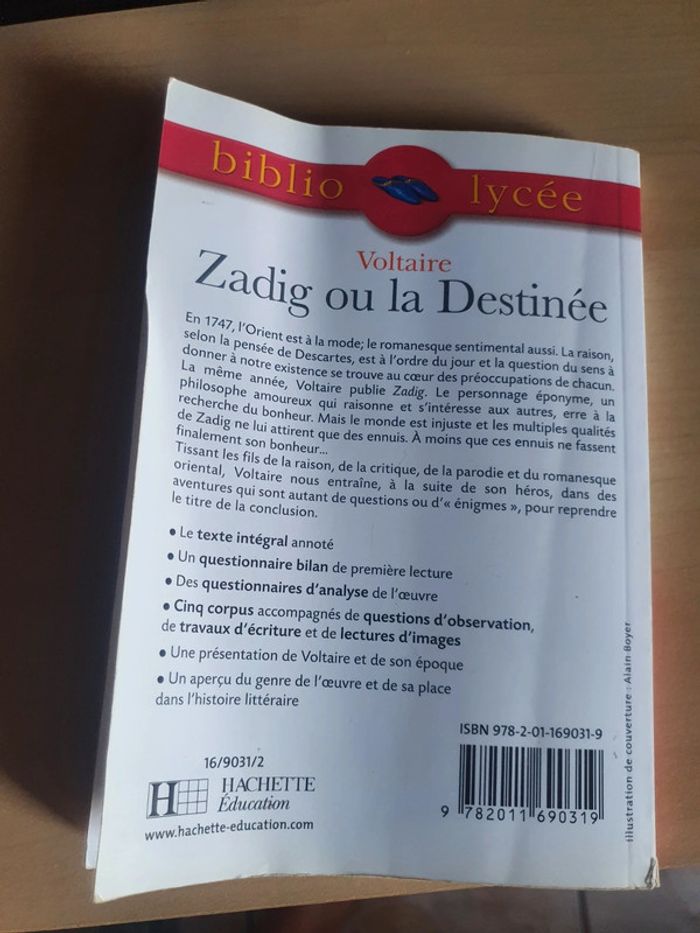 biblio lycée
Voltaire
Zadig ou la Destinée
En 1747, l'Orient est à la mode; le romanesque sentimental aussi. La raison,
selon la pensée de Descartes, est à l'ordre du jour et la question du sens à
donner à notre existence se trouve au cœur des préoccupations de chacun.
La même année, Voltaire publie Zadig. Le personnage éponyme, un
philosophe amoureux qui raisonne et s'intéresse aux autres, erre à la
recherche du bonheur. Mais le monde est injuste et les multiples qualités
de Zadig ne lui attirent que des ennuis. À moins que ces ennuis ne fassent
finalement son bonheur...
Tissant les fils de la raison, de la critique, de la parodie et du romanesque
oriental, Voltaire nous entraîne, à la suite de son héros, dans des
aventures qui sont autant de questions ou d'« énigmes », pour reprendre
le titre de la conclusion.
• Le texte intégral annoté
• Un questionnaire bilan de première lecture
• Des questionnaires d'analyse de l'œuvre
• Cinq corpus accompagnés de questions d'observation,
de travaux d'écriture et de lectures d'images
• Une présentation de Voltaire et de son époque
• Un aperçu du genre de l'œuvre et de sa place
dans l'histoire littéraire
Illustration de couverture : Alain Boyer
ISBN 978-2-01-169031-9
9 782011 690319
16/9031/2
H HACHETTE
Éducation
www.hachette-education.com